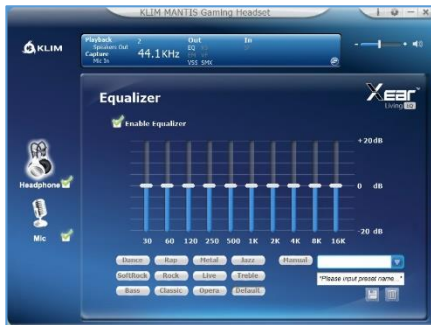 KLIM MANTIS Gaming Headset
KLIM
Playback
Speakers Out
Capture
Mic In
2
44.1KHz
Out
EQ
VSS SMX
In
Xear
Living EQ
Equalizer
Enable Equalizer
+20dB
0 dB
-20 dB
30 60 120 250 500 1K 2K 4K 8K 16K
Headphone
Mic
Dance Rap Metal Jazz Manual
SoftRock Rock Live Treble
Bass Classic Opera Default
"Please input preset name..."